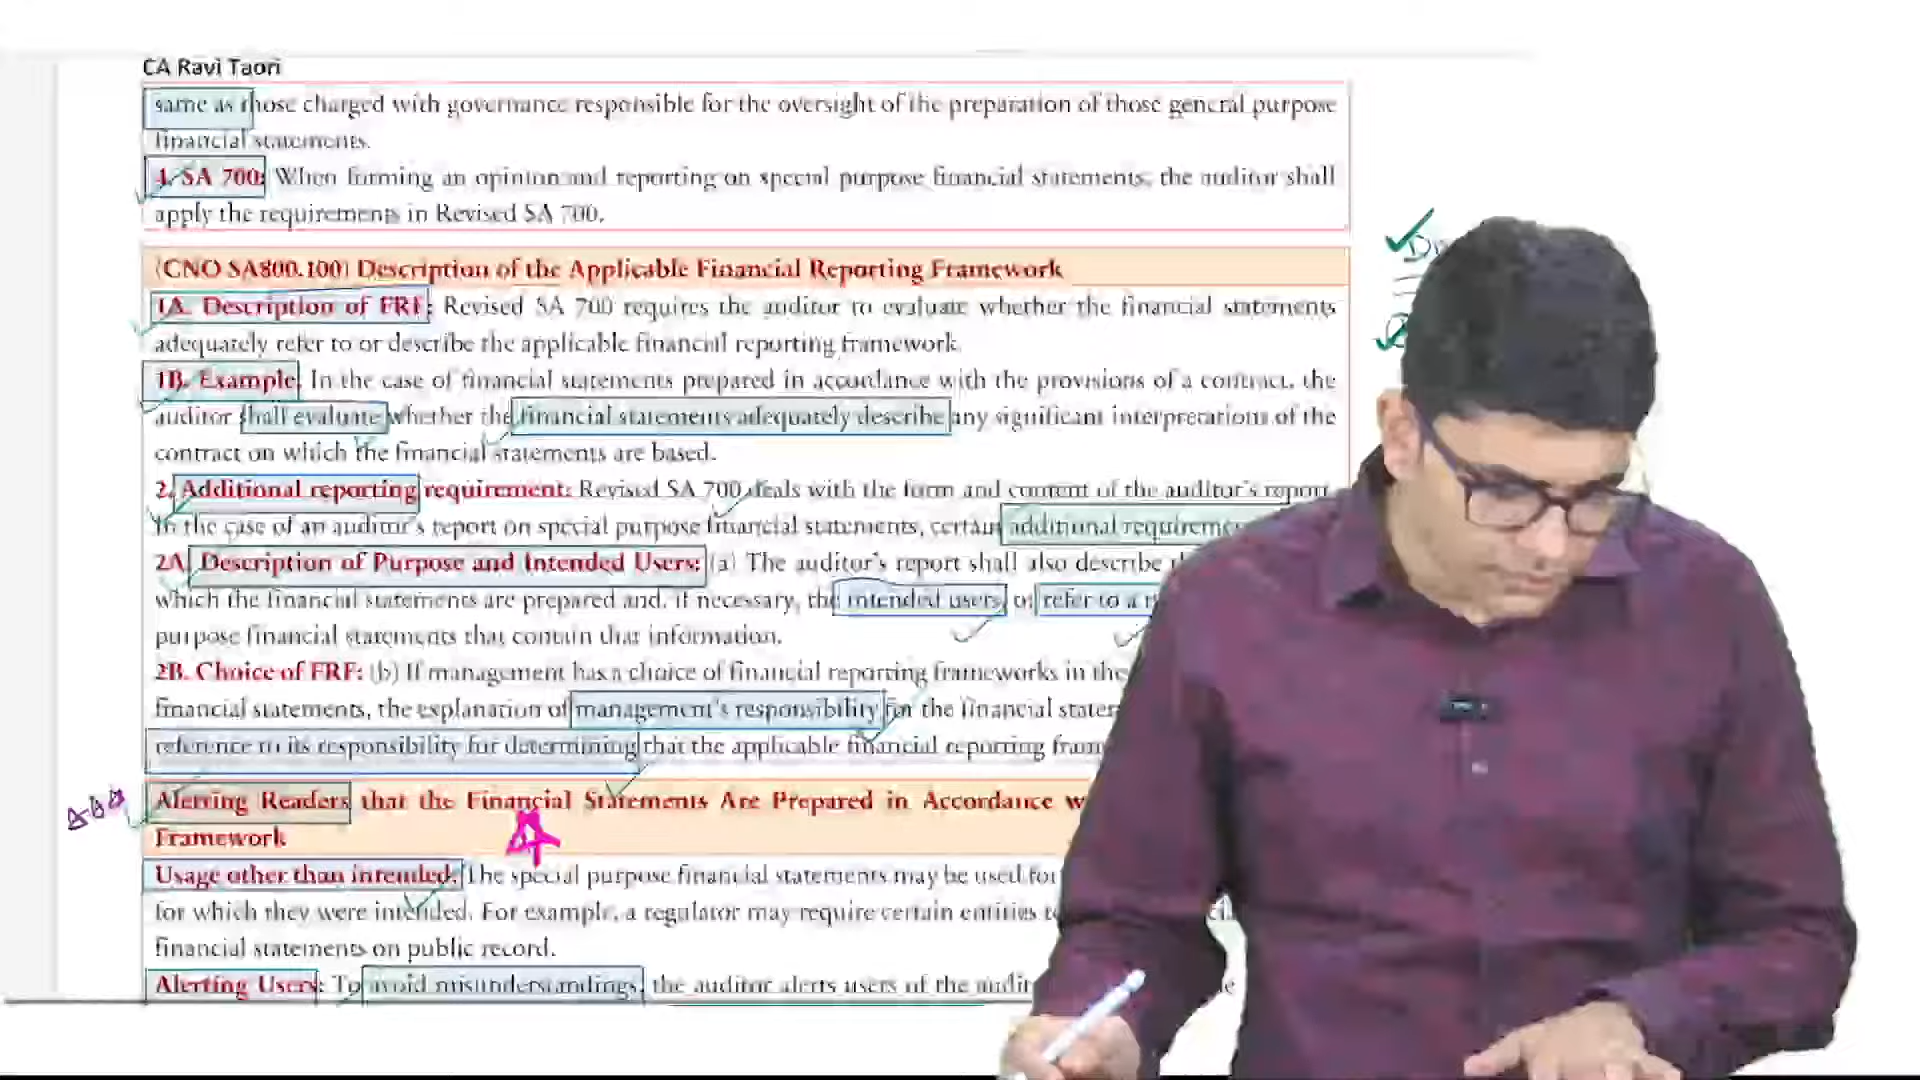 CA Ravi Taori
same as those charged with governance responsible for the oversight of the preparation of those general purpose
financial statements.
4. SA 700: When forming an opinion and reporting on special purpose financial statements, the auditor shall
apply the requirements in Revised SA 700.
(CNO SA800.100) Description of the Applicable Financial Reporting Framework
1A. Description of FRF: Revised SA 700 requires the auditor to evaluate whether the financial statements
adequately refer to or describe the applicable financial reporting framework.
1B. Example: In the case of financial statements prepared in accordance with the provisions of a contract, the
auditor shall evaluate whether the financial statements adequately describe any significant interpretations of the
contract on which the financial statements are based.
2. Additional reporting requirement: Revised SA 700 deals with the form and content of the auditor's report.
In the case of an auditor's report on special purpose financial statements, certain additional
2A. Description of Purpose and Intended Users: (a) The auditor's report shall also describe
which the financial statements are prepared and, if necessary, the intended users, or refer to a
purpose financial statements that contain that information.
2B. Choice of FRF: (b) If management has a choice of financial reporting frameworks in the
financial statements, the explanation of management's responsibility for the financial
reference to its responsibility for determining that the applicable financial reporting
Alerting Readers that the Financial Statements Are Prepared in Accordance
Framework
Usage other than intended: The special purpose financial statements may be used for
for which they were intended. For example, a regulator may require certain entities
financial statements on public record.
Alerting Users: To avoid misunderstandings, the auditor alerts users of the